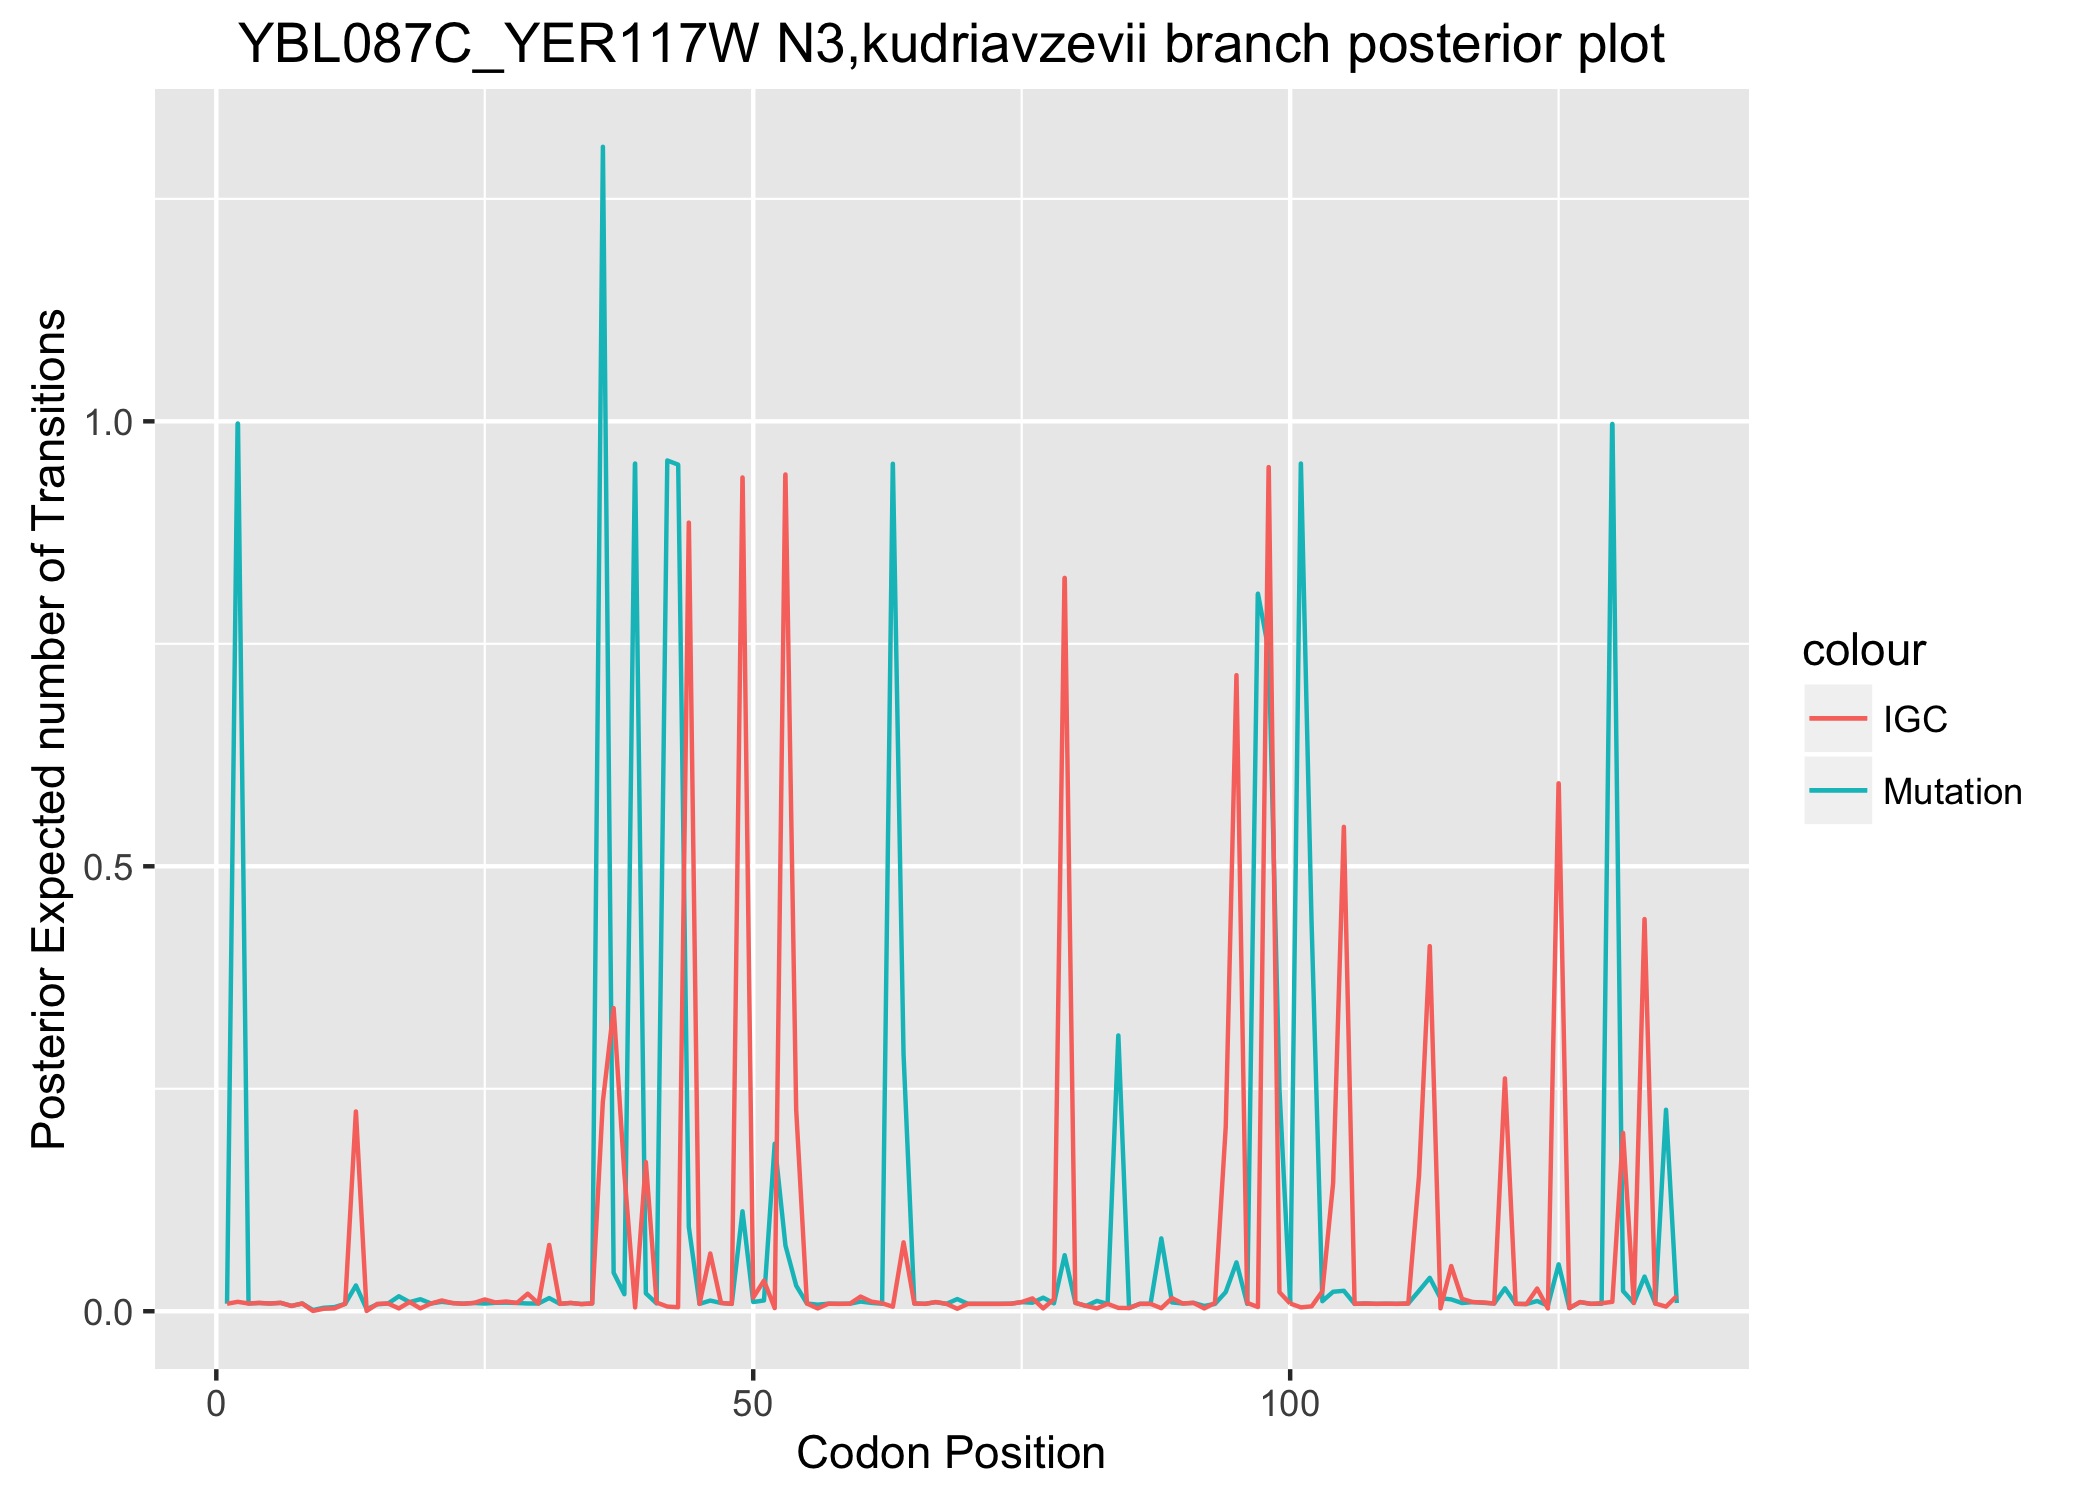 YBL087C_YER117W N3,kudriavzevii branch posterior plot
Posterior Expected number of Transitions
1.0
0.5
0.0
0
50
100
Codon Position
colour
IGC
Mutation